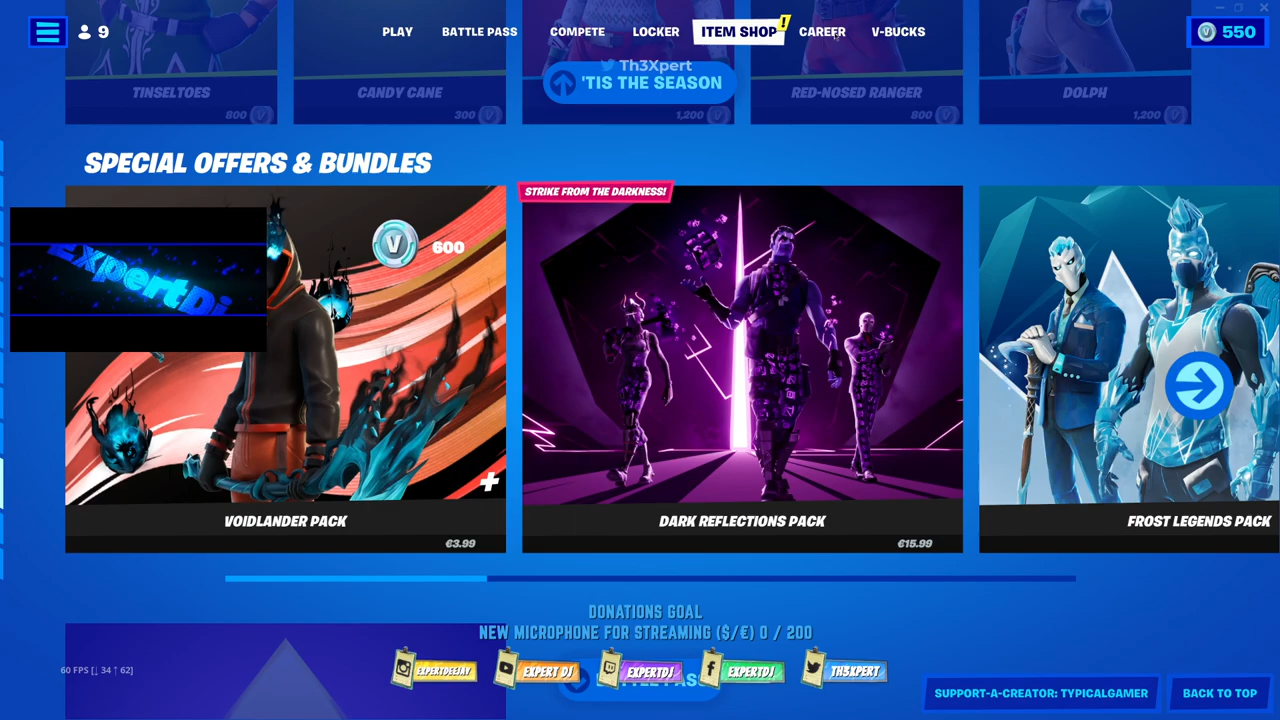 9
PLAY
BATTLE PASS
COMPETE
LOCKER
ITEM SHOP
!
CAREER
V-BUCKS
V 550
Th3Xpert
'TIS THE SEASON
TINSELTOES
800
CANDY CANE
300
1,200
RED-NOSED RANGER
800
DOLPH
1,200
SPECIAL OFFERS & BUNDLES
STRIKE FROM THE DARKNESS!
ExpertDj
V 600
VOIDLANDER PACK
€3.99
DARK REFLECTIONS PACK
€15.99
FROST LEGENDS PACK
DONATIONS GOAL
NEW MICROPHONE FOR STREAMING ($/€) 0 / 200
EXPERTDEEJAY
EXPERT DJ
EXPERTDJ
EXPERTDJ
TH3XPERT
60 FPS [↓ 34 ↑ 62]
SUPPORT-A-CREATOR: TYPICALGAMER
BACK TO TOP